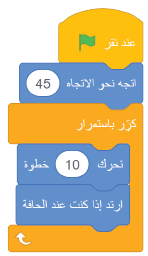 عند نقر
اتجه نحو الاتجاه 45
كرّر باستمرار
تحرك 10 خطوة
ارتد إذا كنت عند الحافة